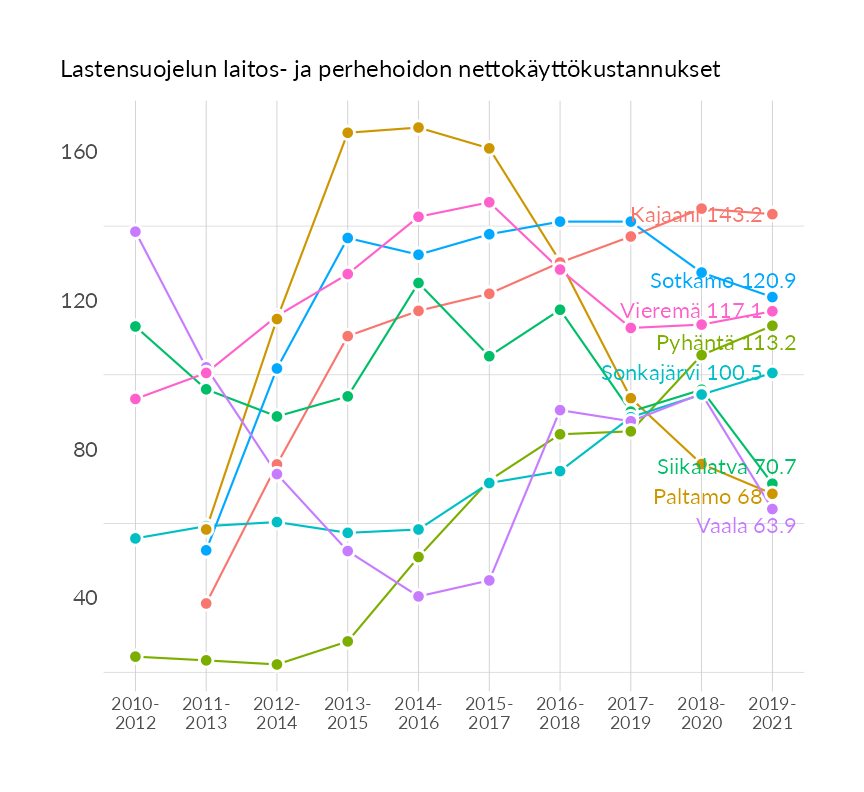 Lastensuojelun laitos- ja perhehoidon nettokäyttökustannukset
160
120
80
40
Kajaani 143.2
Sotkamo 120.9
Vieremä 117.1
Pyhäntä 113.2
Sonkajärvi 100.5
Siikalatva 70.7
Paltamo 68
Vaala 63.9
2010-
2012
2011-
2013
2012-
2014
2013-
2015
2014-
2016
2015-
2017
2016-
2018
2017-
2019
2018-
2020
2019-
2021